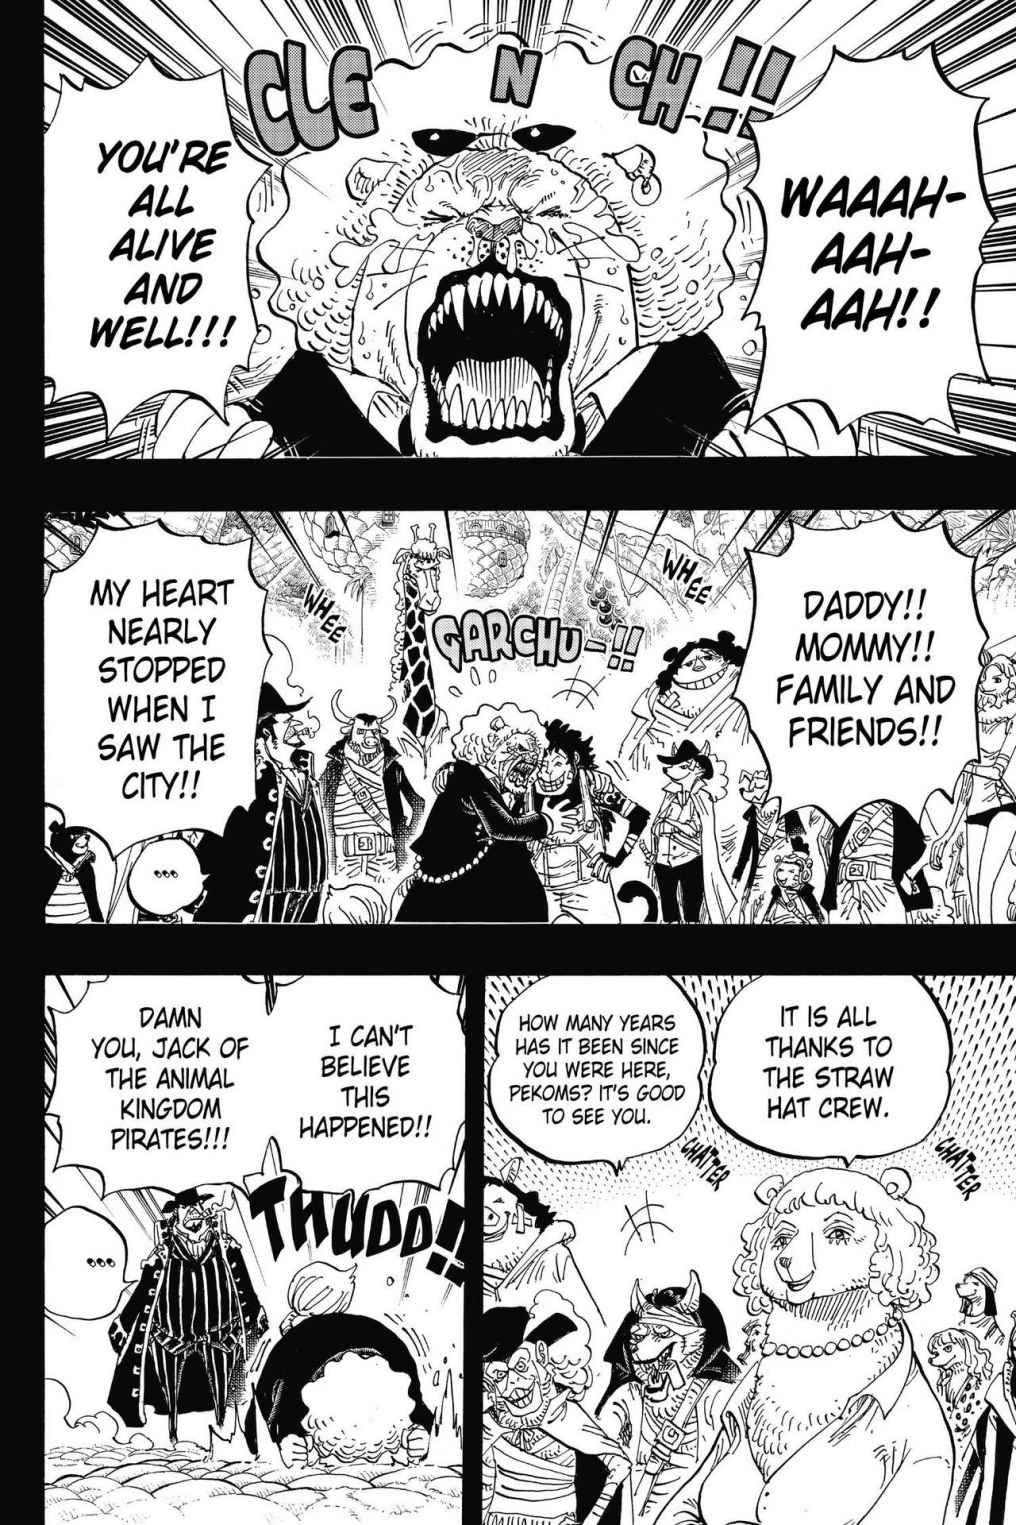 CLENCH!!
WAAAH-
AAH-
AAH!!
YOU'RE
ALL
ALIVE
AND
WELL!!!
DADDY!!
MOMMY!!
FAMILY AND
FRIENDS!!
WHEE
GARCHU-!!
WHEE
MY HEART
NEARLY
STOPPED
WHEN I
SAW THE
CITY!!
...
IT IS ALL
THANKS TO
THE STRAW
HAT CREW.
HOW MANY YEARS
HAS IT BEEN SINCE
YOU WERE HERE,
PEKOMS? IT'S GOOD
TO SEE YOU.
CHATTER
CHATTER
I CAN'T
BELIEVE
THIS
HAPPENED!!
DAMN
YOU, JACK OF
THE ANIMAL
KINGDOM
PIRATES!!!
THUDD!!
...